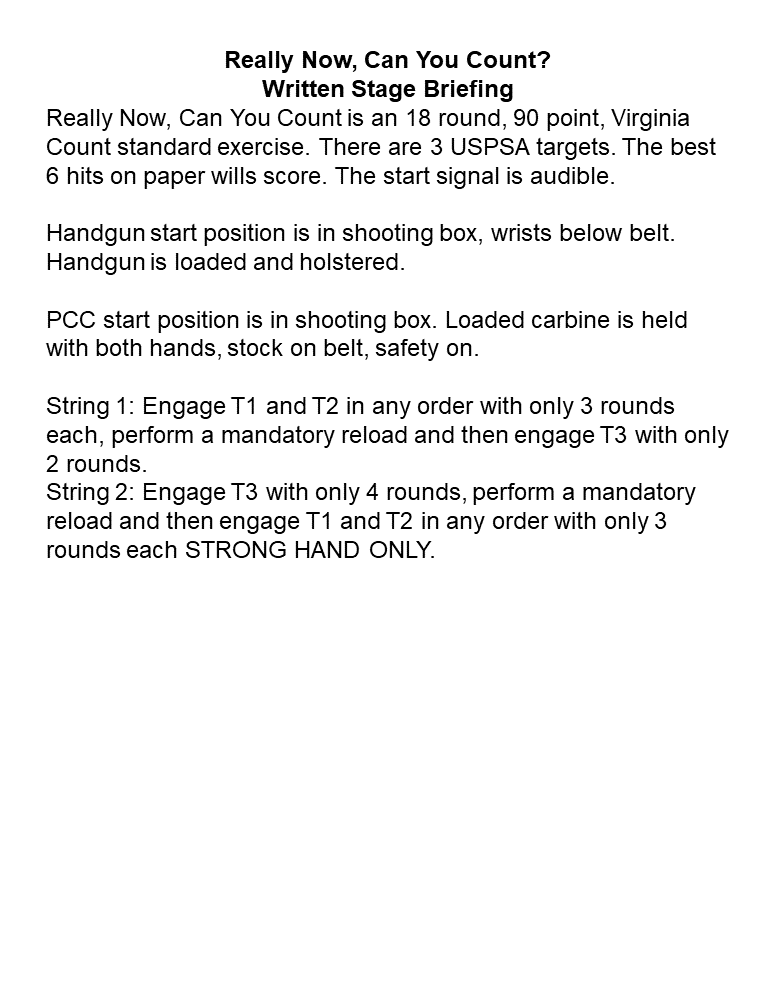 Really Now, Can You Count?
Written Stage Briefing
Really Now, Can You Count is an 18 round, 90 point, Virginia
Count standard exercise. There are 3 USPSA targets. The best
6 hits on paper wills score. The start signal is audible.
Handgun start position is in shooting box, wrists below belt.
Handgun is loaded and holstered.
PCC start position is in shooting box. Loaded carbine is held
with both hands, stock on belt, safety on.
String 1: Engage T1 and T2 in any order with only 3 rounds
each, perform a mandatory reload and then engage T3 with only
2 rounds.
String 2: Engage T3 with only 4 rounds, perform a mandatory
reload and then engage T1 and T2 in any order with only 3
rounds each STRONG HAND ONLY.